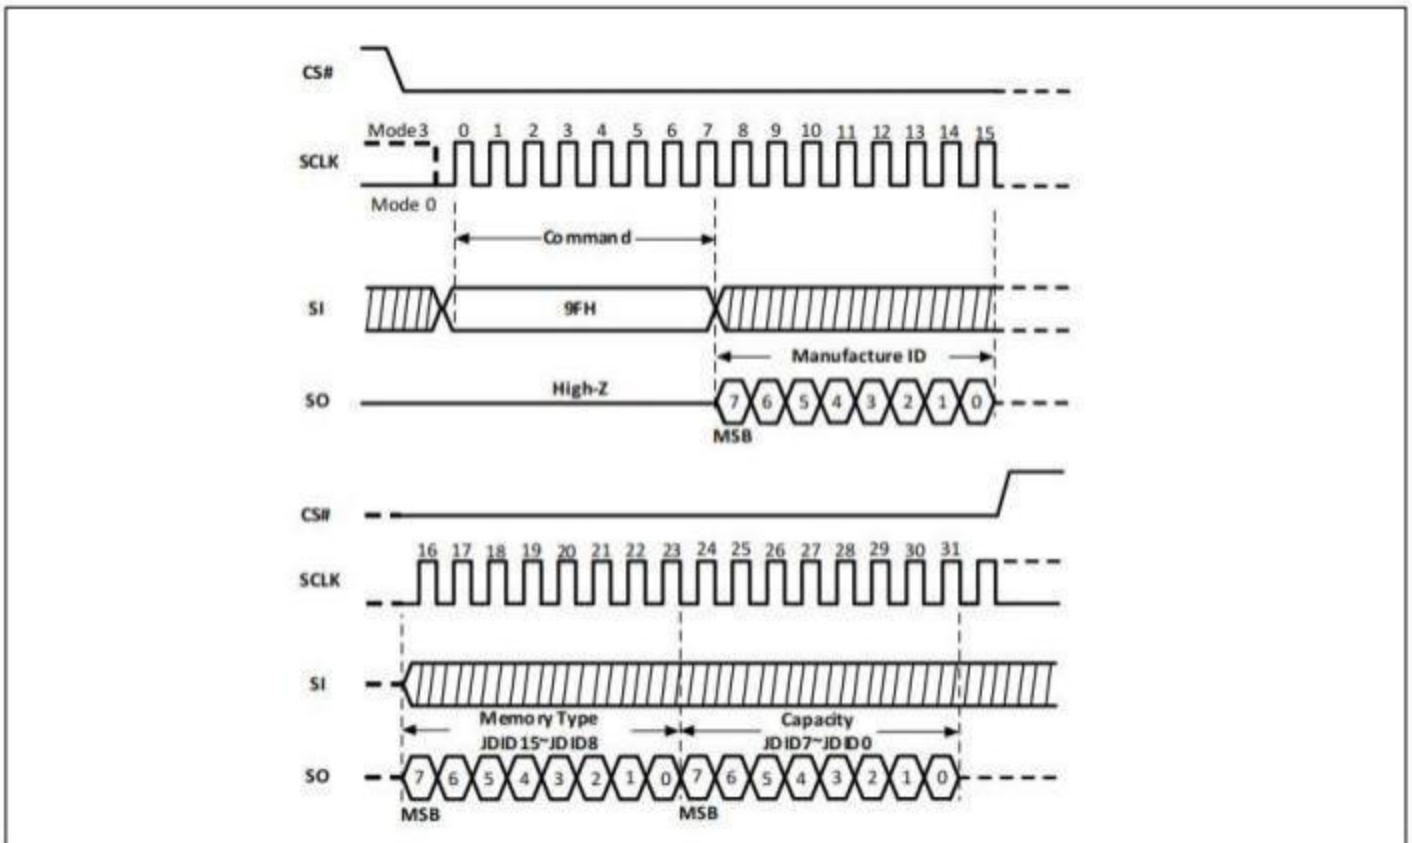 CS#
Mode3 0 1 2 3 4 5 6 7 8 9 10 11 12 13 14 15
SCLK
Mode 0
Command
SI 9FH
Manufacture ID
High-Z
SO 7 6 5 4 3 2 1 0
MSB
CS#
16 17 18 19 20 21 22 23 24 25 26 27 28 29 30 31
SCLK
SI
Memory Type Capacity
JDID15~JDID8 JDID7~JDID0
SO 7 6 5 4 3 2 1 0 7 6 5 4 3 2 1 0
MSB MSB